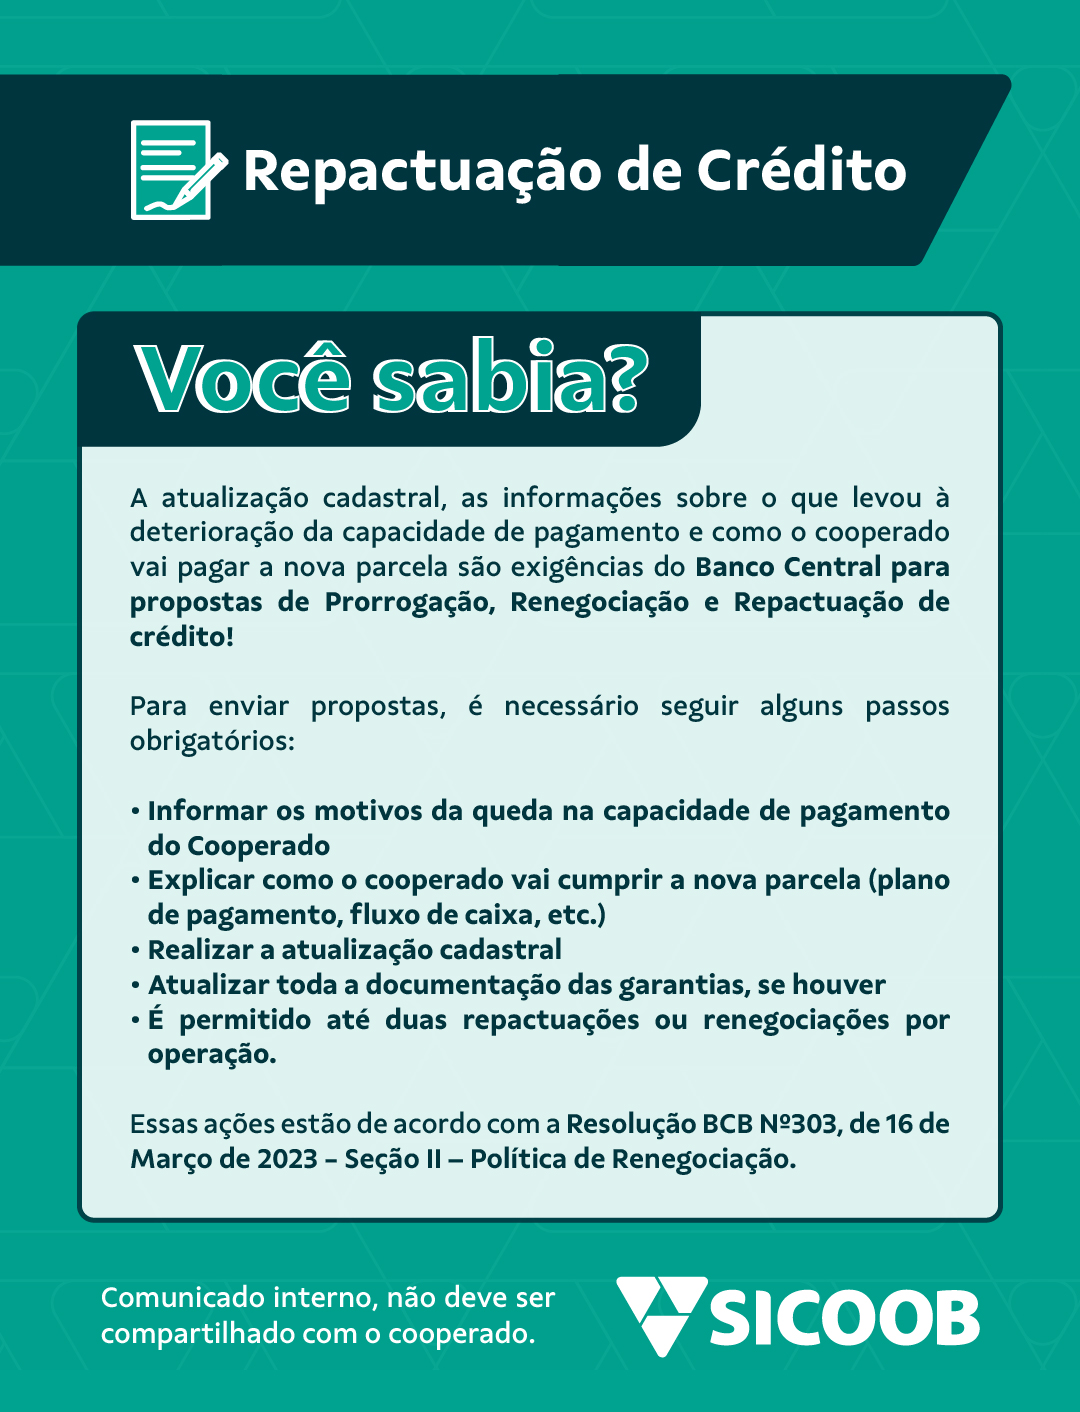 Repactuação de Crédito
Você sabia?
A atualização cadastral, as informações sobre o que levou à
deterioração da capacidade de pagamento e como o cooperado
vai pagar a nova parcela são exigências do Banco Central para
propostas de Prorrogação, Renegociação e Repactuação de
crédito!
Para enviar propostas, é necessário seguir alguns passos
obrigatórios:
• Informar os motivos da queda na capacidade de pagamento
do Cooperado
• Explicar como o cooperado vai cumprir a nova parcela (plano
de pagamento, fluxo de caixa, etc.)
• Realizar a atualização cadastral
• Atualizar toda a documentação das garantias, se houver
• É permitido até duas repactuações ou renegociações por
operação.
Essas ações estão de acordo com a Resolução BCB Nº303, de 16 de
Março de 2023 - Seção II – Política de Renegociação.
Comunicado interno, não deve ser
compartilhado com o cooperado.
SICOOB